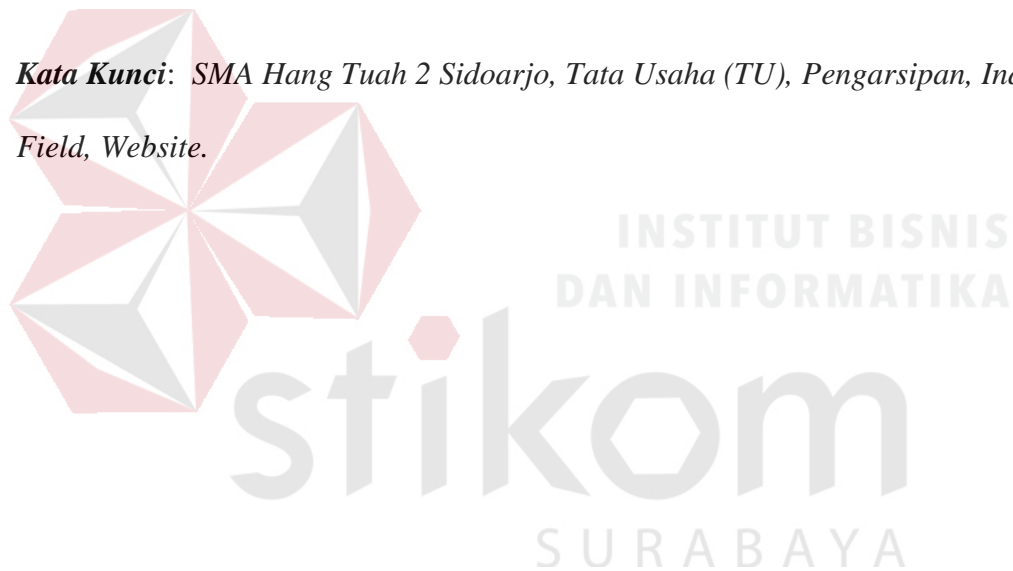 Kata Kunci: SMA Hang Tuah 2 Sidoarjo, Tata Usaha (TU), Pengarsipan,
Field, Website.
INSTITUT BISNIS
DAN INFORMATIKA
stikom
SURABAYA